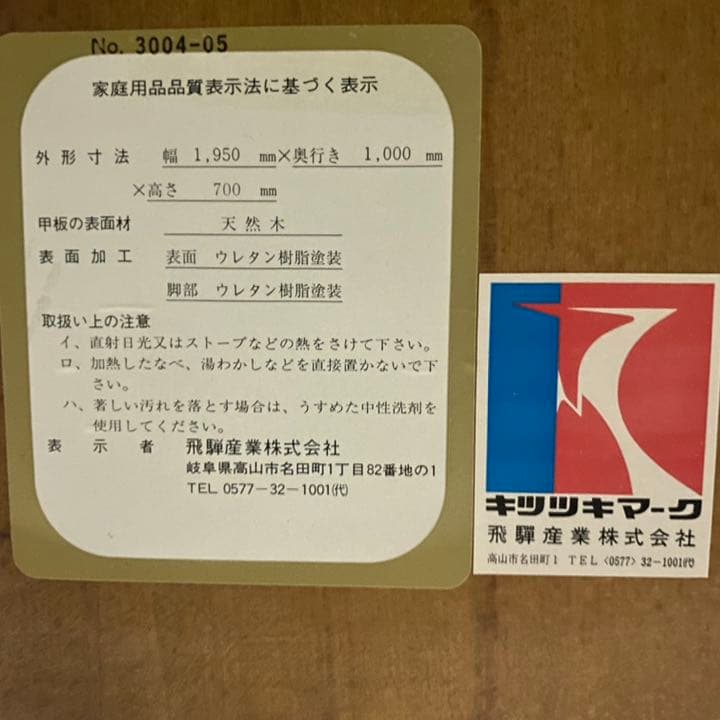 No. 3004-05
家庭用品品質表示法に基づく表示
外形寸法 幅 1,950 mm×奥行き 1,000 mm
×高さ 700 mm
甲板の表面材 天然木
表面加工 表面 ウレタン樹脂塗装
脚部 ウレタン樹脂塗装
取扱い上の注意
イ、直射日光又はストーブなどの熱をさけて下さい。
ロ、加熱したなべ、湯わかしなどを直接置かないで下
さい。
ハ、著しい汚れを落とす場合は、うすめた中性洗剤を
使用してください。
表示者 飛騨産業株式会社
岐阜県高山市名田町1丁目82番地の1
TEL 0577-32-1001㈹
キツツキマーク
飛騨産業株式会社
高山市名田町1 TEL〈0577〉32-1001㈹